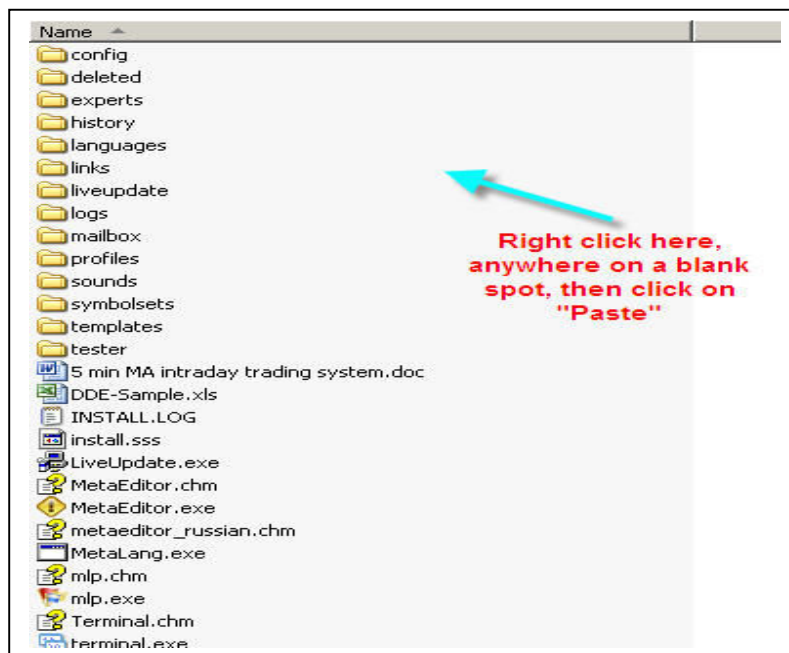 Name
config
deleted
experts
history
languages
links
liveupdate
logs
mailbox
profiles
sounds
symbolsets
templates
tester
5 min MA intraday trading system.doc
DDE-Sample.xls
INSTALL.LOG
install.sss
LiveUpdate.exe
MetaEditor.chm
MetaEditor.exe
metaeditor_russian.chm
MetaLang.exe
mlp.chm
mlp.exe
Terminal.chm
terminal.exe
Right click here,
anywhere on a blank
spot, then click on
"Paste"